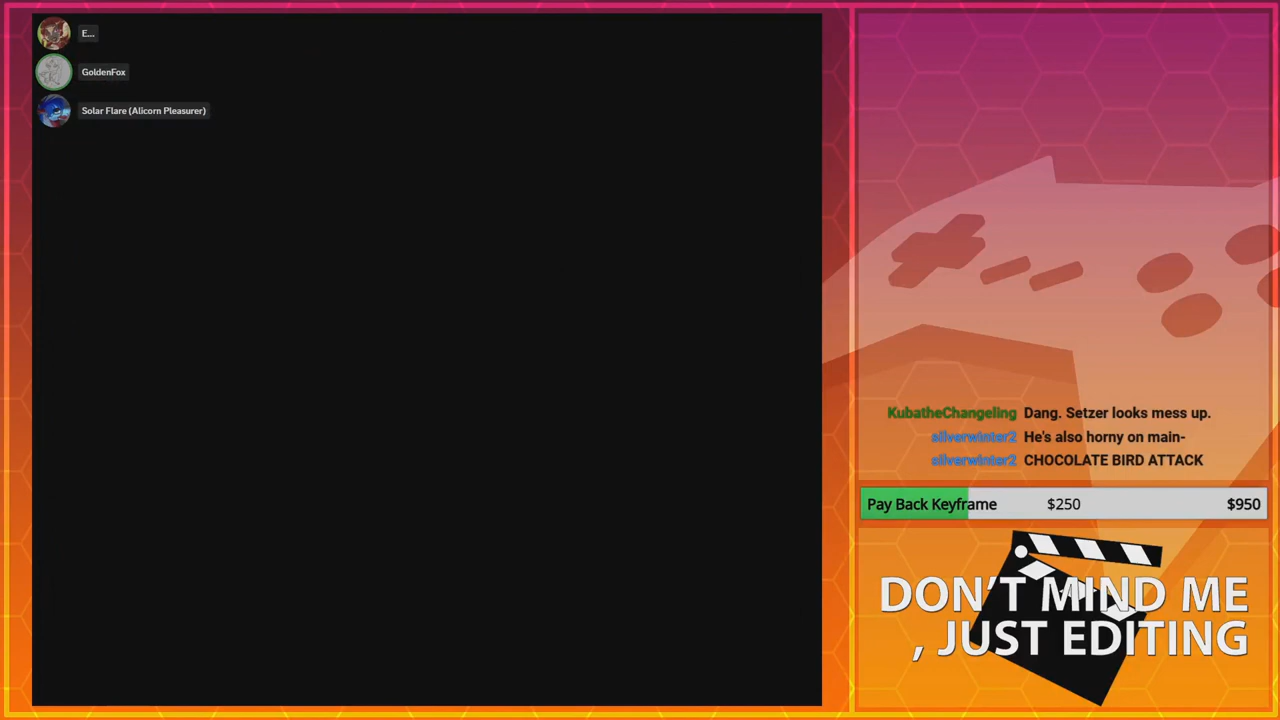 E...
GoldenFox
Solar Flare (Alicorn Pleasurer)
KubatheChangeling Dang. Setzer looks mess up.
silverwinter2 He's also horny on main-
silverwinter2 CHOCOLATE BIRD ATTACK
Pay Back Keyframe $250 $950
DON'T MIND ME
, JUST EDITING